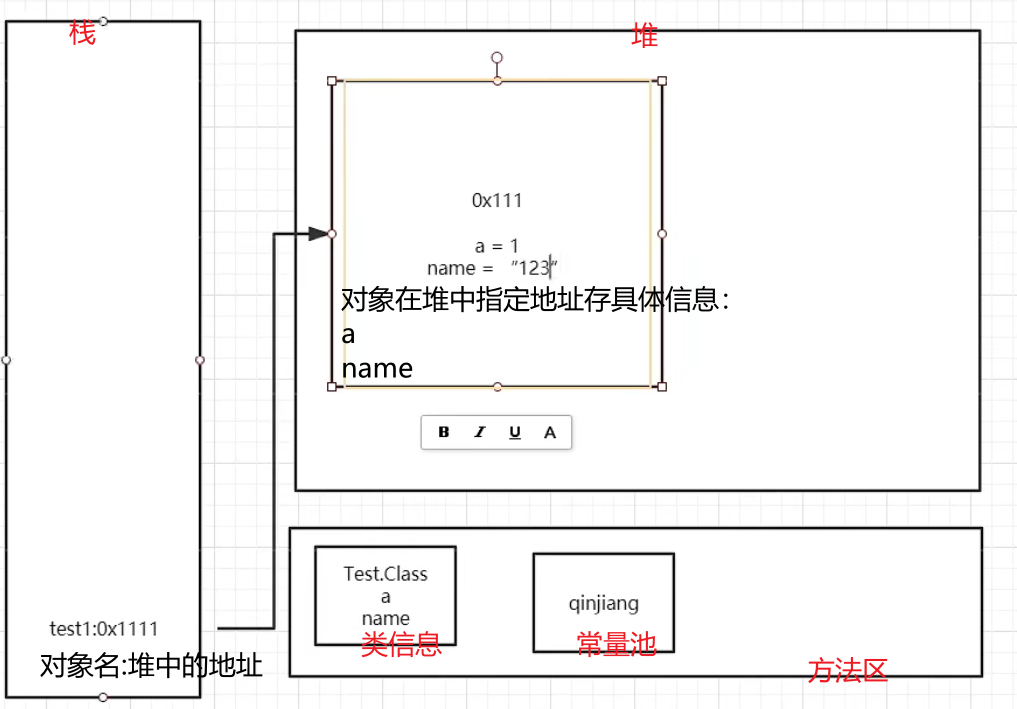 栈
堆
0x111
a = 1
name = "123"
对象在堆中指定地址存具体信息：
a
name
B I U A
test1:0x1111
对象名:堆中的地址
Test.Class
a
name
类信息
qinjiang
常量池
方法区